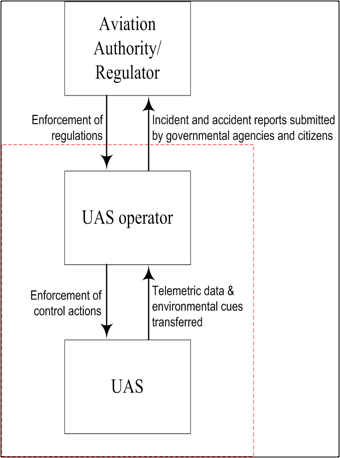 Aviation
Authority/
Regulator
Enforcement of
regulations
Incident and accident reports submitted
by governmental agencies and citizens
UAS operator
Enforcement of
control actions
Telemetric data &
environmental cues
transferred
UAS